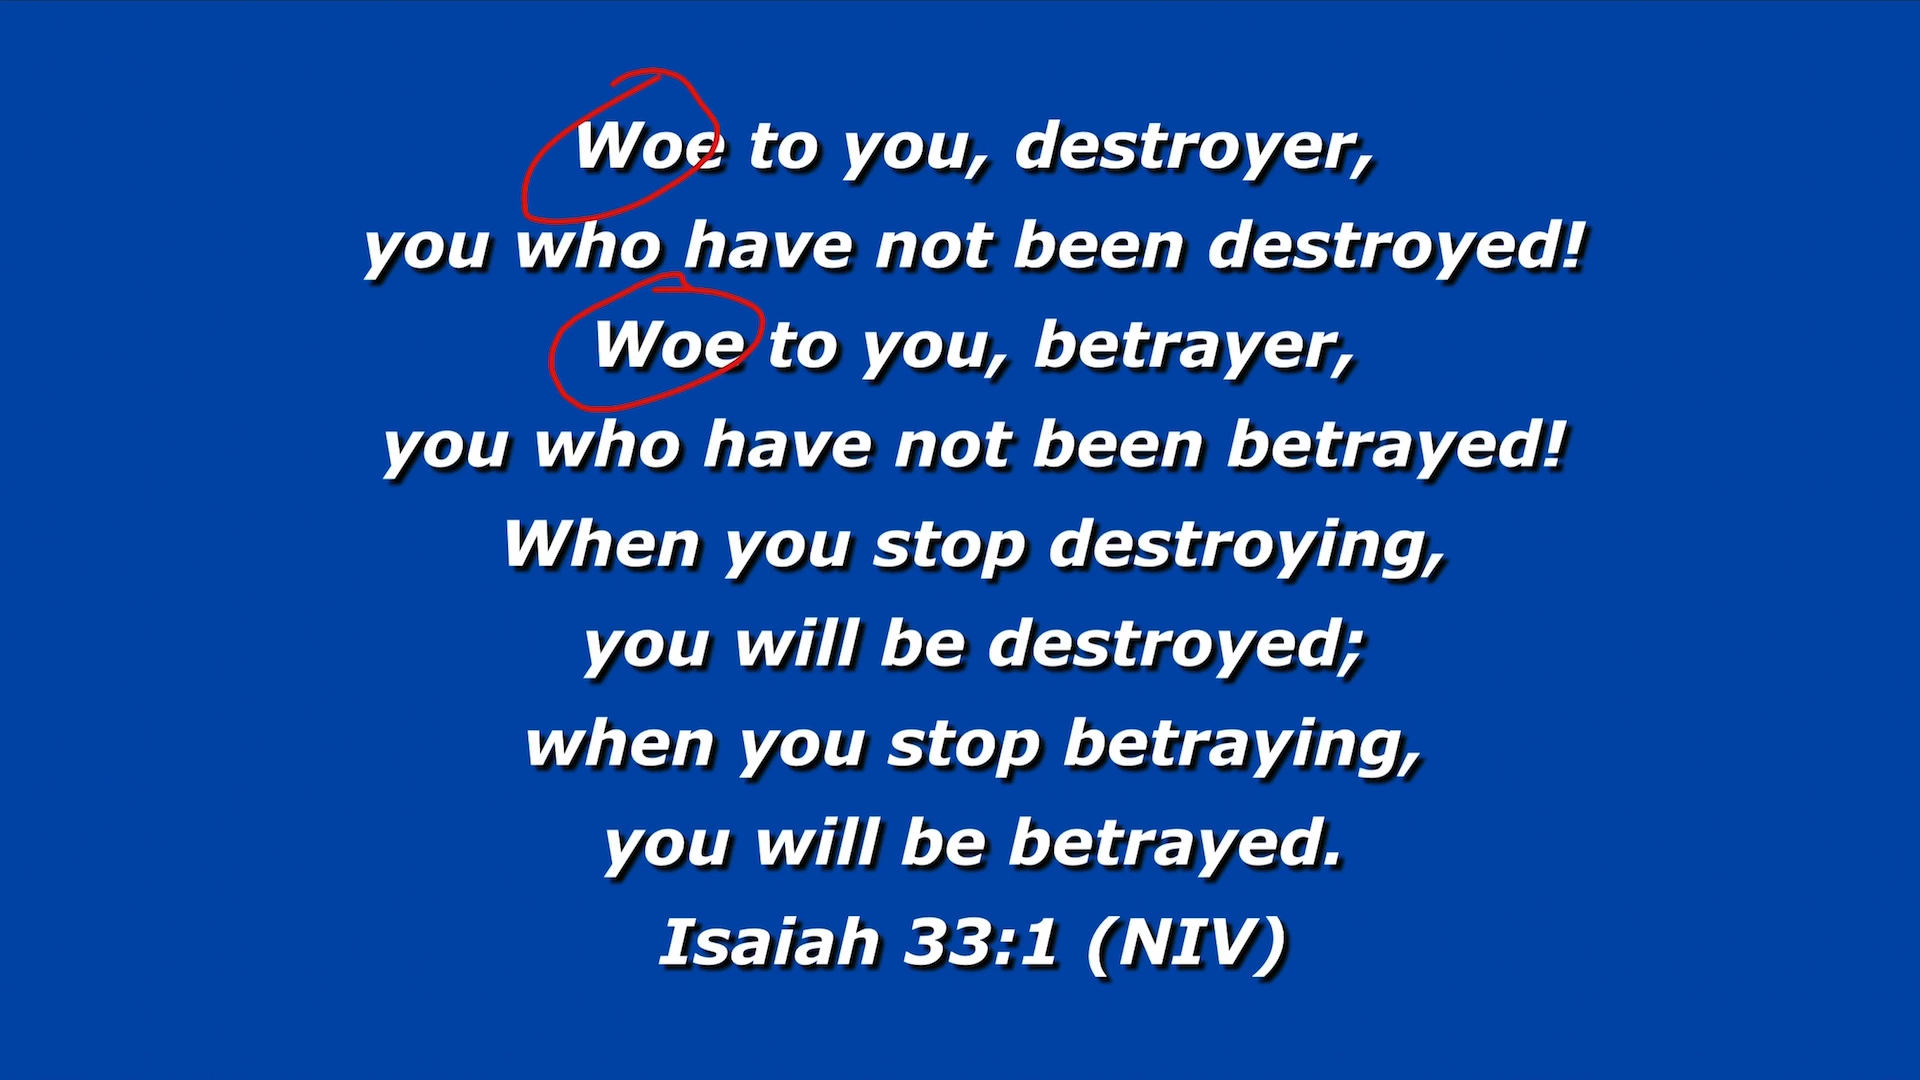 Woe to you, destroyer,
you who have not been destroyed!
Woe to you, betrayer,
you who have not been betrayed!
When you stop destroying,
you will be destroyed;
when you stop betraying,
you will be betrayed.
Isaiah 33:1 (NIV)